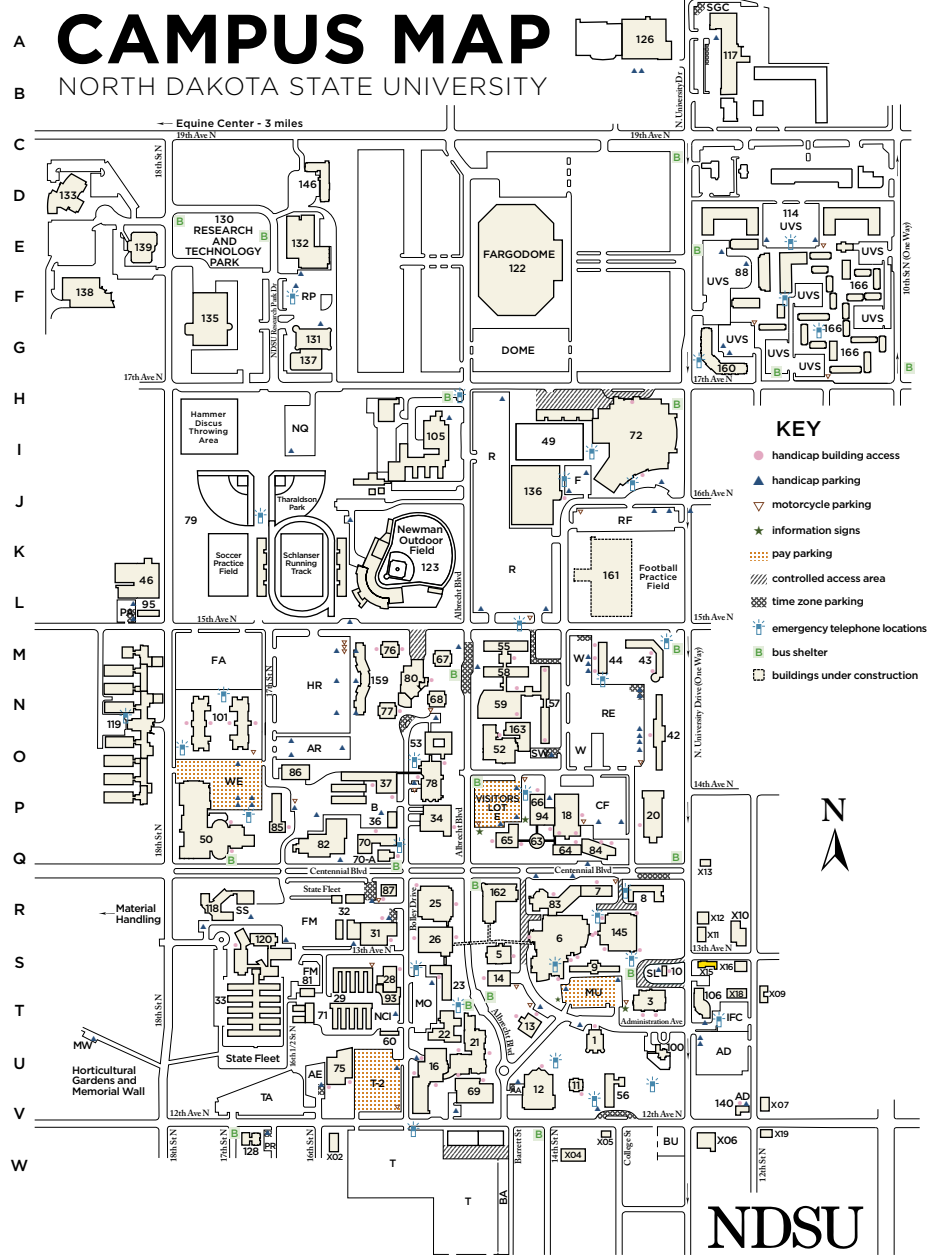 CAMPUS MAP
NORTH DAKOTA STATE UNIVERSITY
A
B
C
D
E
F
G
H
I
J
K
L
M
N
O
P
Q
R
S
T
U
V
W
126
SGC
117
N. University Dr
← Equine Center - 3 miles
19th Ave N
19th Ave N
18th St N
133
139
138
146
B
130
RESEARCH
AND
TECHNOLOGY
PARK
B
132
RP
135
131
137
NDSU Research Park Dr
17th Ave N
FARGODOME
122
DOME
B
B
114
UVS
UVS
88
UVS
166
UVS
UVS
166
UVS
UVS
166
UVS
160
B
B
17th Ave N
10th St N (One Way)
Hammer
Discus
Throwing
Area
NQ
105
B
R
49
72
B
136
F
RF
16th Ave N
79
Tharaldson
Park
Soccer
Practice
Field
Schlanser
Running
Track
Newman
Outdoor
Field
123
R
161
Football
Practice
Field
Albrecht Blvd
46
95
15th Ave N
15th Ave N
KEY
handicap building access
handicap parking
motorcycle parking
information signs
pay parking
controlled access area
time zone parking
emergency telephone locations
B
bus shelter
buildings under construction
FA
17th St N
HR
159
76
67
80
B
77
68
55
58
59
57
163
52
SW
W
44
43
B
RE
W
42
N. University Drive (One Way)
119
101
AR
53
WE
86
37
78
B
36
34
14th Ave N
B
VISITORS
LOT
E
66
94
18
CF
20
85
50
82
70
70-A
B
B
65
63
64
84
B
18th St N
Albrecht Blvd
Centennial Blvd
Centennial Blvd
X13
N
← Material
Handling
118
SS
State Fleet
87
32
FM
31
13th Ave N
Bolley Drive
25
26
B
162
83
7
8
6
145
5
X12
X10
X11
13th Ave N
120
33
FM
81
28
29
93
71
NCI
60
MO
23
B
14
B
9
MU
B
SL
10
3
X15
X16
106
X18
X09
IFC
Administration Ave
18th St N
16th 1/2 St N
State Fleet
MW
Horticultural
Gardens and
Memorial Wall
TA
AE
75
T-2
22
21
16
69
13
Albrecht Blvd
AA
12
11
1
56
100
AD
AD
140
X07
12th Ave N
12th Ave N
18th St N
17th St N
B
128
PR
16th St N
X02
T
T
BA
Barrett St
B
14th St N
X04
X05
College St
BU
X06
12th St N
X19
NDSU